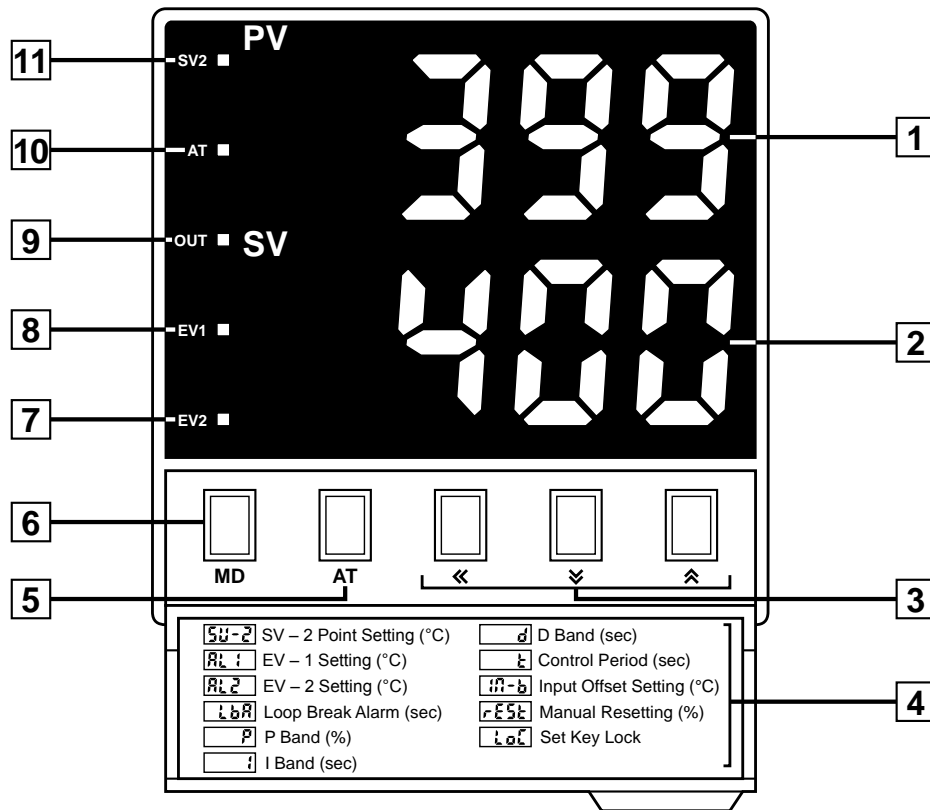 PV
11 SV2
399
1
10 AT
9 OUT SV
400
8 EV1
2
7 EV2
6
MD AT « » «
5
3
SV-2 SV – 2 Point Setting (°C)
AL1 EV – 1 Setting (°C)
AL2 EV – 2 Setting (°C)
LbA Loop Break Alarm (sec)
P P Band (%)
I I Band (sec)
d D Band (sec)
t Control Period (sec)
IN-b Input Offset Setting (°C)
rESt Manual Resetting (%)
LoC Set Key Lock
4